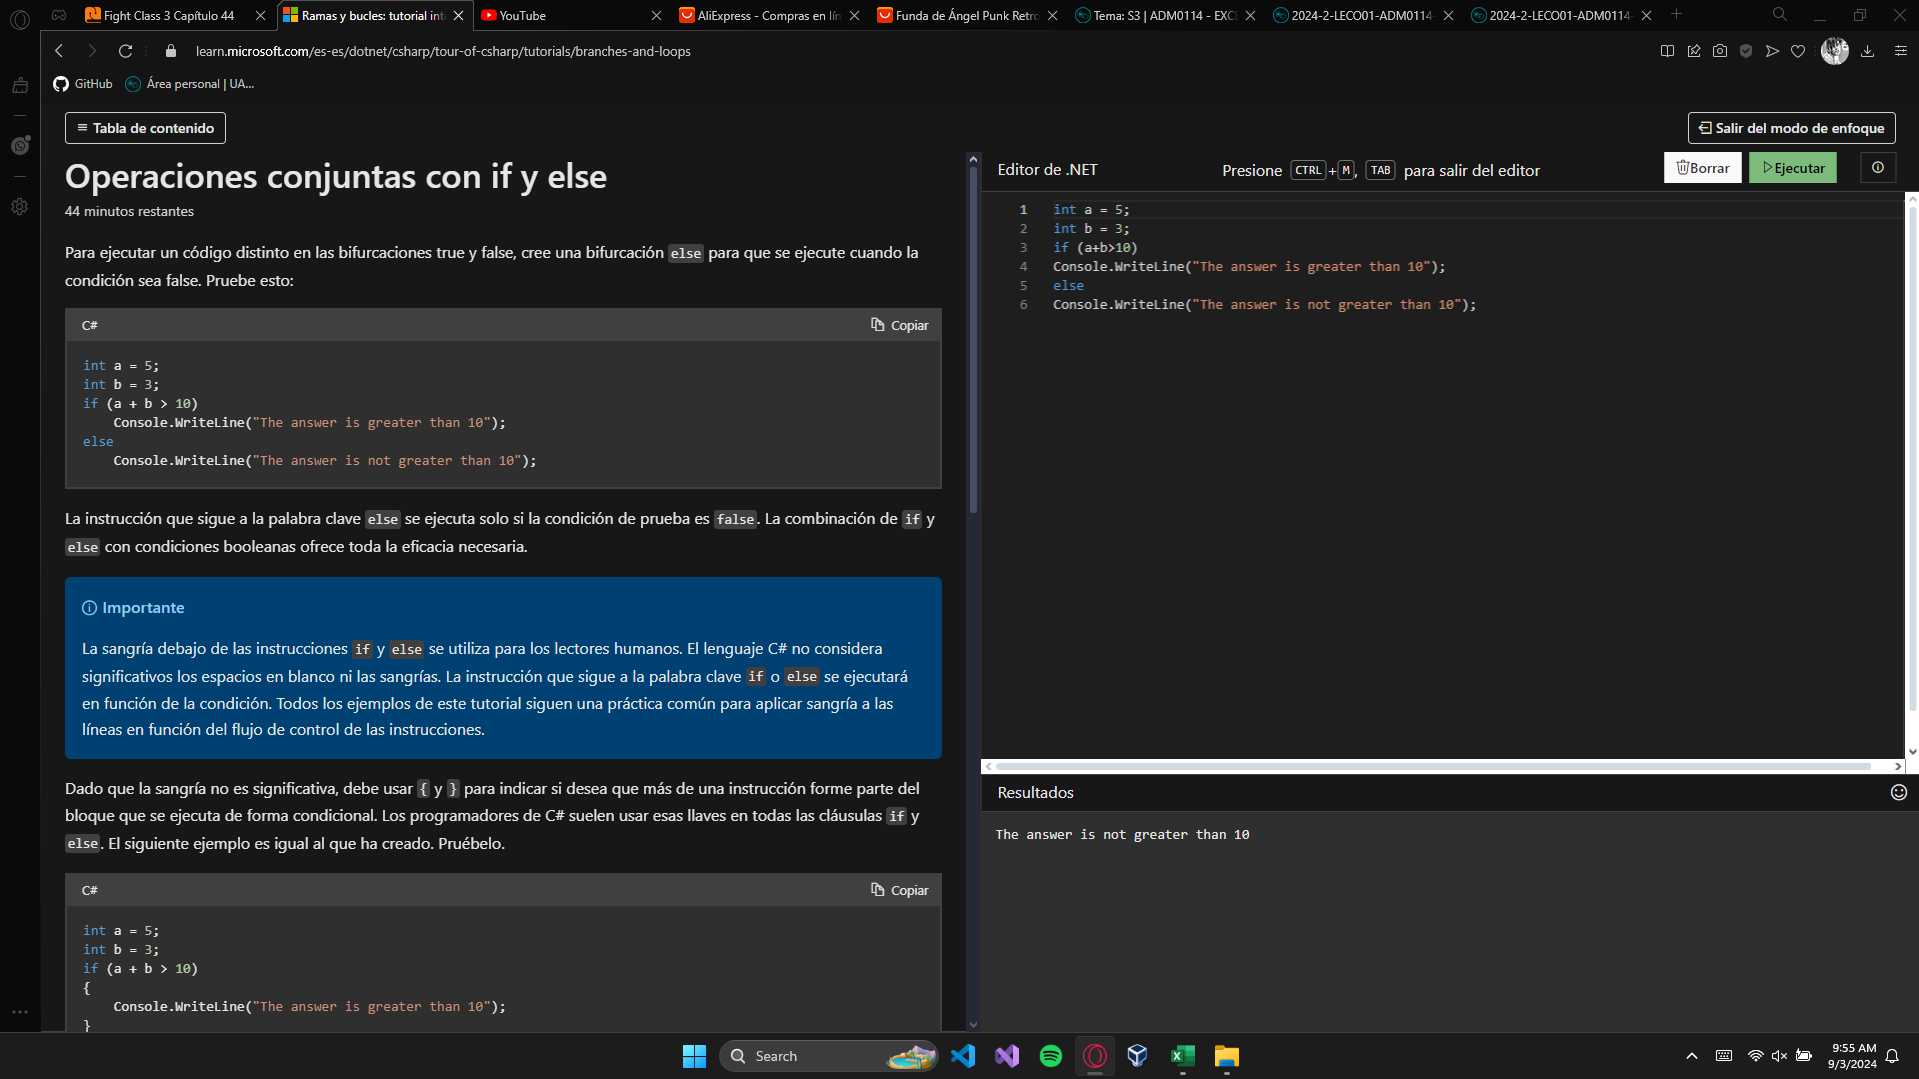 Fight Class 3 Capítulo 44
Ramas y bucles: tutorial int
YouTube
AliExpress - Compras en lín
Funda de Ángel Punk Retro
Tema: S3 | ADM0114 - EXC
2024-2-LECO01-ADM0114-
2024-2-LECO01-ADM0114-
learn.microsoft.com/es-es/dotnet/csharp/tour-of-csharp/tutorials/branches-and-loops
GitHub
Área personal | UA...
Tabla de contenido
Salir del modo de enfoque
Operaciones conjuntas con if y else
44 minutos restantes
Para ejecutar un código distinto en las bifurcaciones true y false, cree una bifurcación else para que se ejecute cuando la
condición sea false. Pruebe esto:
C#
Copiar
int a = 5;
int b = 3;
if (a + b > 10)
    Console.WriteLine("The answer is greater than 10");
else
    Console.WriteLine("The answer is not greater than 10");
La instrucción que sigue a la palabra clave else se ejecuta solo si la condición de prueba es false. La combinación de if y
else con condiciones booleanas ofrece toda la eficacia necesaria.
Importante
La sangría debajo de las instrucciones if y else se utiliza para los lectores humanos. El lenguaje C# no considera
significativos los espacios en blanco ni las sangrías. La instrucción que sigue a la palabra clave if o else se ejecutará
en función de la condición. Todos los ejemplos de este tutorial siguen una práctica común para aplicar sangría a las
líneas en función del flujo de control de las instrucciones.
Dado que la sangría no es significativa, debe usar { y } para indicar si desea que más de una instrucción forme parte del
bloque que se ejecuta de forma condicional. Los programadores de C# suelen usar esas llaves en todas las cláusulas if y
else. El siguiente ejemplo es igual al que ha creado. Pruébelo.
C#
Copiar
int a = 5;
int b = 3;
if (a + b > 10)
{
    Console.WriteLine("The answer is greater than 10");
}
Editor de .NET
Presione CTRL + M, TAB para salir del editor
Borrar
Ejecutar
1 int a = 5;
2 int b = 3;
3 if (a+b>10)
4 Console.WriteLine("The answer is greater than 10");
5 else
6 Console.WriteLine("The answer is not greater than 10");
Resultados
The answer is not greater than 10
Search
9:55 AM
9/3/2024